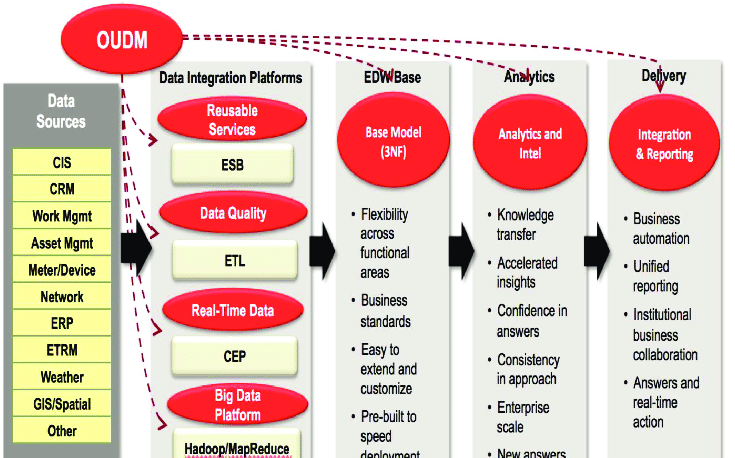 OUDM
Data
Sources
CIS
CRM
Work Mgmt
Asset Mgmt
Meter/Device
Network
ERP
ETRM
Weather
GIS/Spatial
Other
Data Integration Platforms
Reusable
Services
ESB
Data Quality
ETL
Real-Time Data
CEP
Big Data
Platform
Hadoop/MapReduce
EDW Base
Base Model
(3NF)
• Flexibility
across
functional
areas
• Business
standards
• Easy to
extend and
customize
• Pre-built to
speed
deployment
Analytics
Analytics and
Intel
• Knowledge
transfer
• Accelerated
insights
• Confidence in
answers
• Consistency
in approach
• Enterprise
scale
• New answers
Delivery
Integration
& Reporting
• Business
automation
• Unified
reporting
• Institutional
business
collaboration
• Answers and
real-time
action